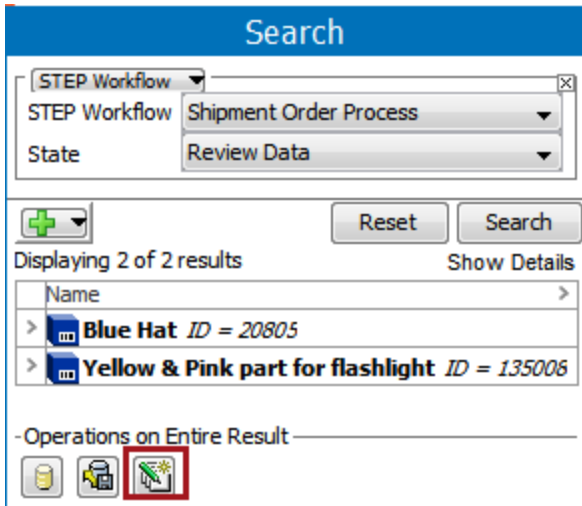 Search
STEP Workflow
STEP Workflow Shipment Order Process
State Review Data
Reset Search
Displaying 2 of 2 results Show Details
Name >
> Blue Hat ID = 20805
> Yellow & Pink part for flashlight ID = 135008
Operations on Entire Result